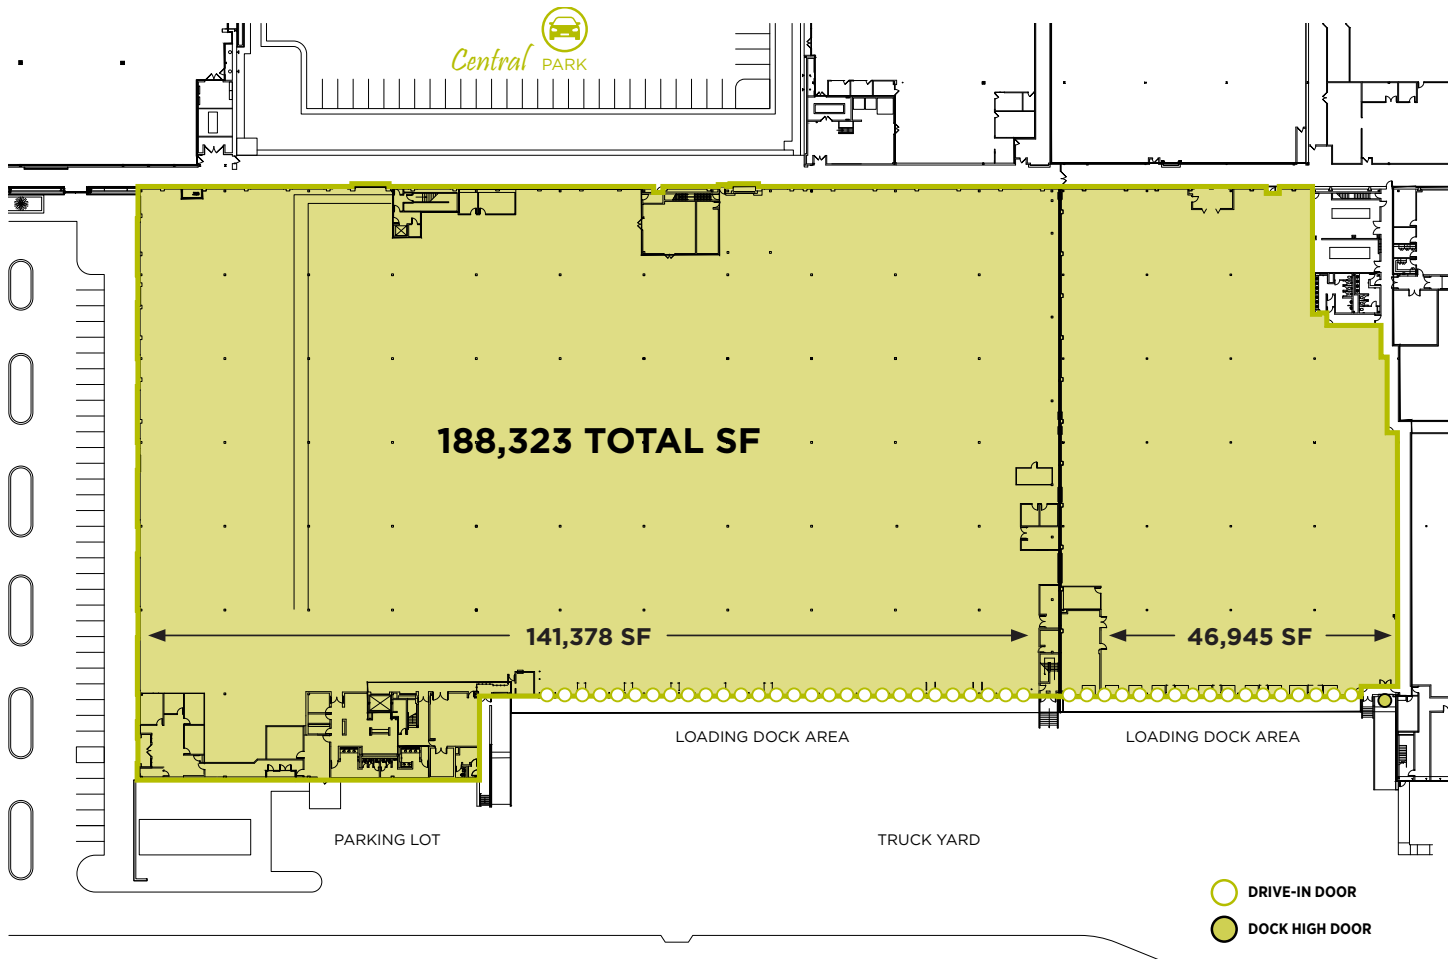 Central PARK
188,323 TOTAL SF
141,378 SF
46,945 SF
LOADING DOCK AREA
LOADING DOCK AREA
PARKING LOT
TRUCK YARD
DRIVE-IN DOOR
DOCK HIGH DOOR